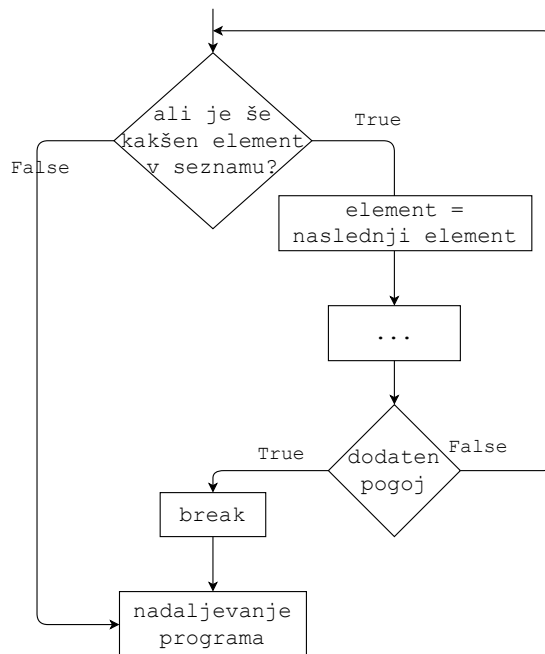 ali je še
kakšen element
v seznamu?
True
False
element =
naslednji element
...
dodaten
pogoj
True
False
break
nadaljevanje
programa